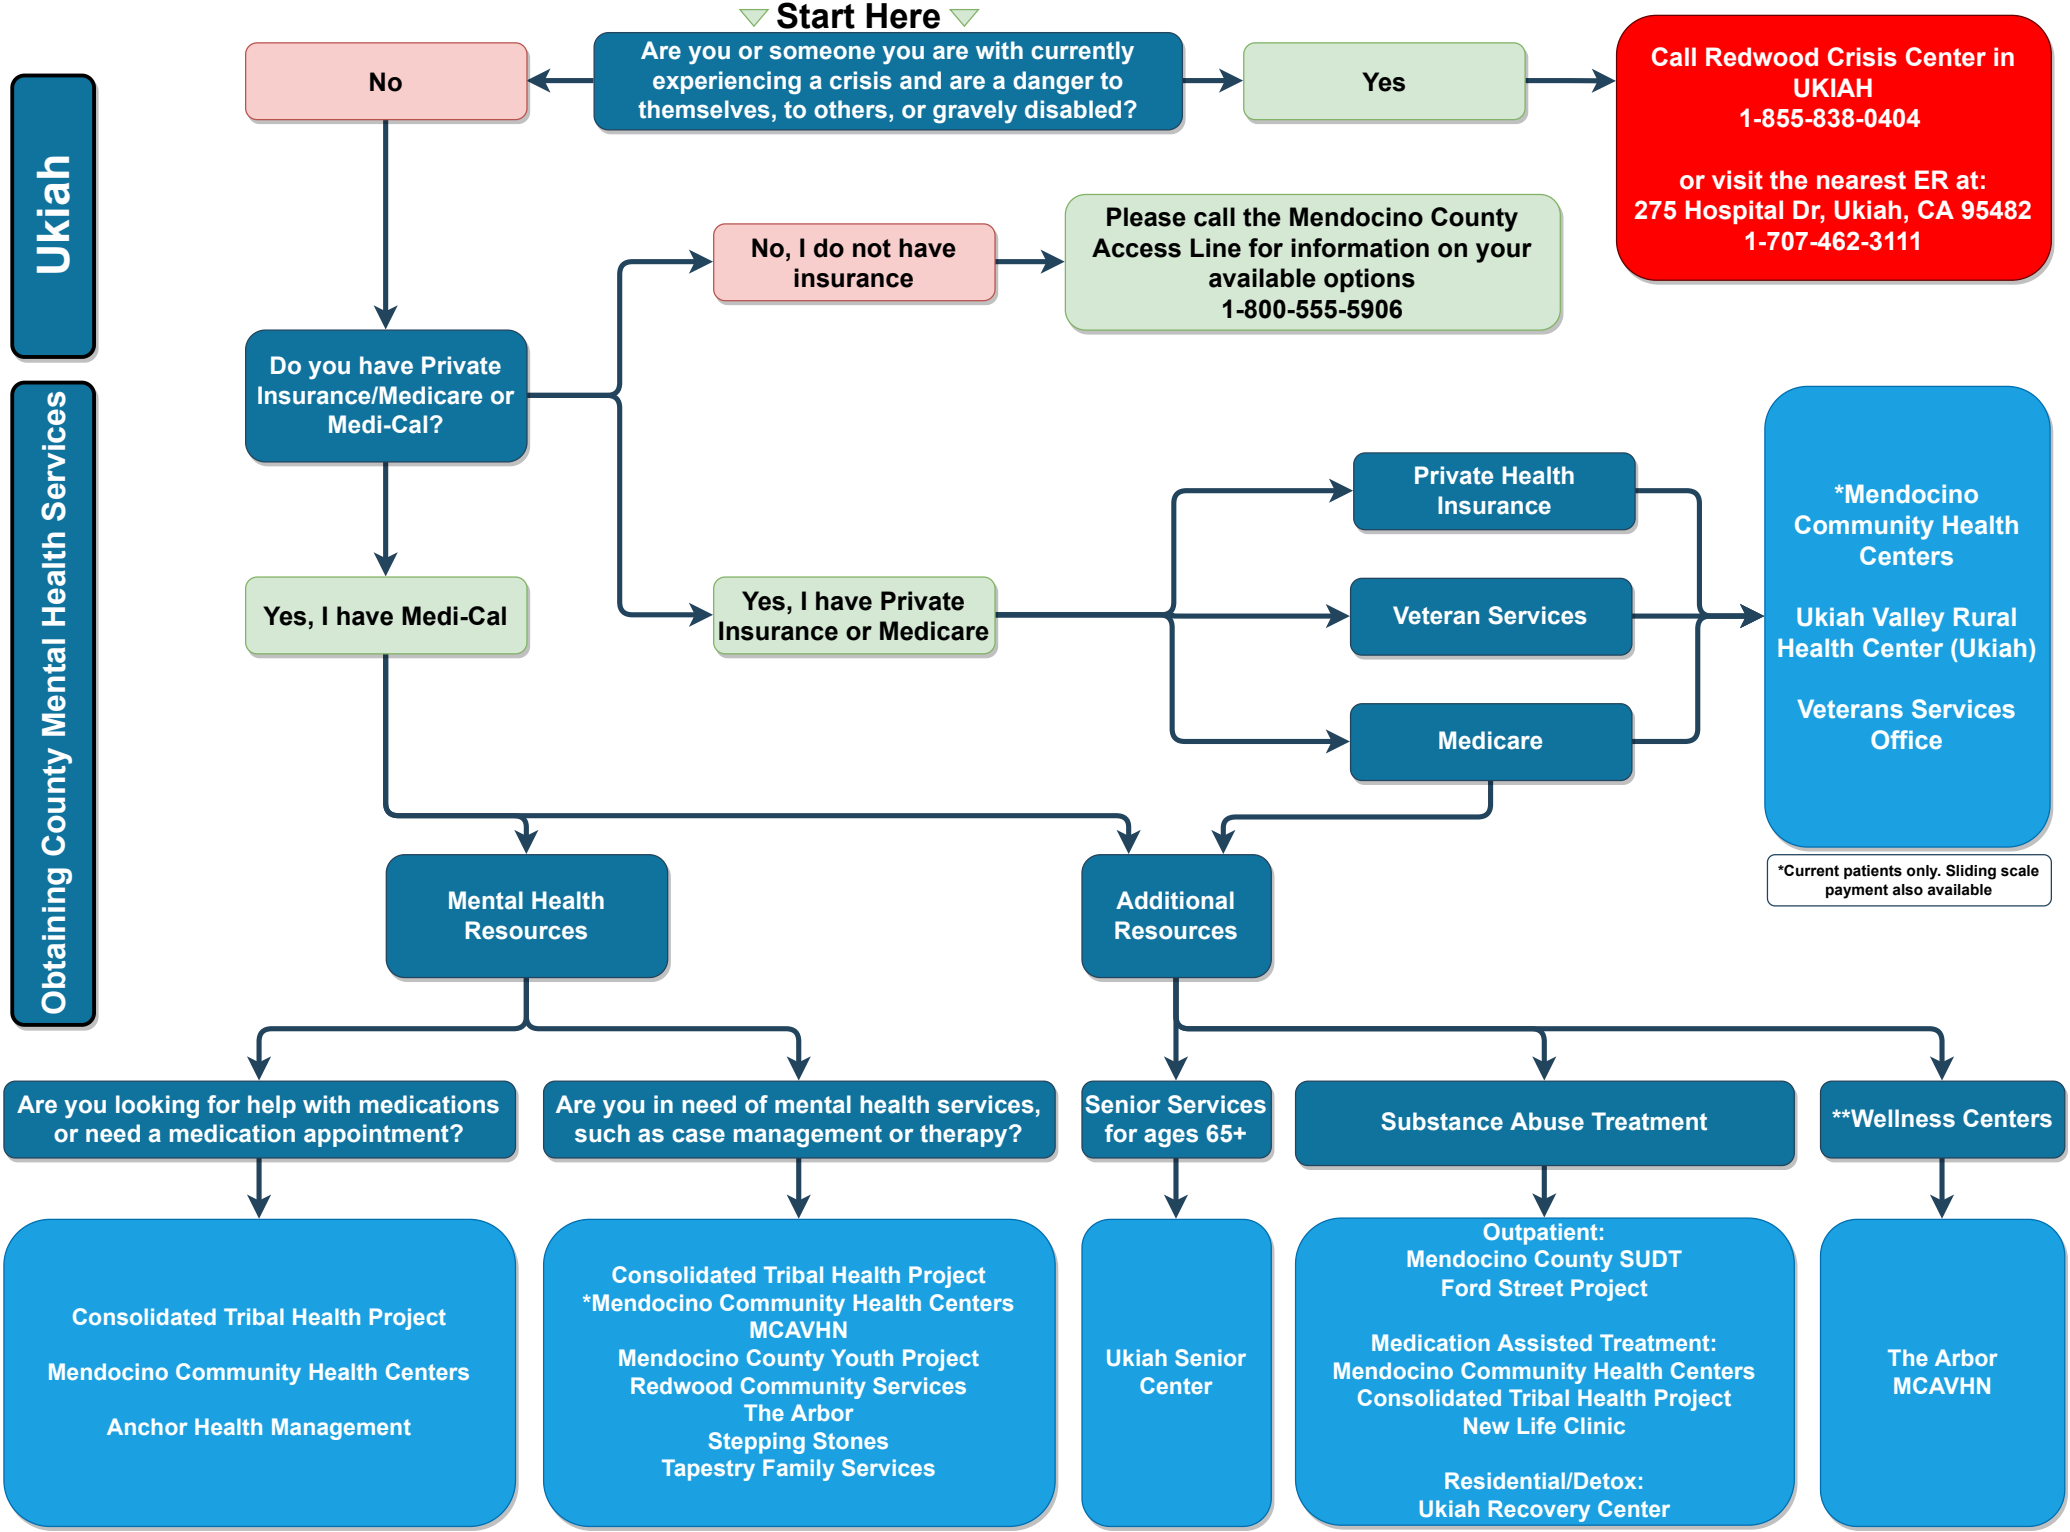 Start Here
Are you or someone you are with currently
experiencing a crisis and are a danger to
themselves, to others, or gravely disabled?
No
Yes
Call Redwood Crisis Center in
UKIAH
1-855-838-0404
or visit the nearest ER at:
275 Hospital Dr, Ukiah, CA 95482
1-707-462-3111
Ukiah
Obtaining County Mental Health Services
No, I do not have
insurance
Please call the Mendocino County
Access Line for information on your
available options
1-800-555-5906
Do you have Private
Insurance/Medicare or
Medi-Cal?
Yes, I have Medi-Cal
Yes, I have Private
Insurance or Medicare
Private Health
Insurance
Veteran Services
Medicare
*Mendocino
Community Health
Centers
Ukiah Valley Rural
Health Center (Ukiah)
Veterans Services
Office
*Current patients only. Sliding scale
payment also available
Mental Health
Resources
Additional
Resources
Are you looking for help with medications
or need a medication appointment?
Are you in need of mental health services,
such as case management or therapy?
Senior Services
for ages 65+
Substance Abuse Treatment
**Wellness Centers
Consolidated Tribal Health Project
Mendocino Community Health Centers
Anchor Health Management
Consolidated Tribal Health Project
*Mendocino Community Health Centers
MCAVHN
Mendocino County Youth Project
Redwood Community Services
The Arbor
Stepping Stones
Tapestry Family Services
Ukiah Senior
Center
Outpatient:
Mendocino County SUDT
Ford Street Project
Medication Assisted Treatment:
Mendocino Community Health Centers
Consolidated Tribal Health Project
New Life Clinic
Residential/Detox:
Ukiah Recovery Center
The Arbor
MCAVHN